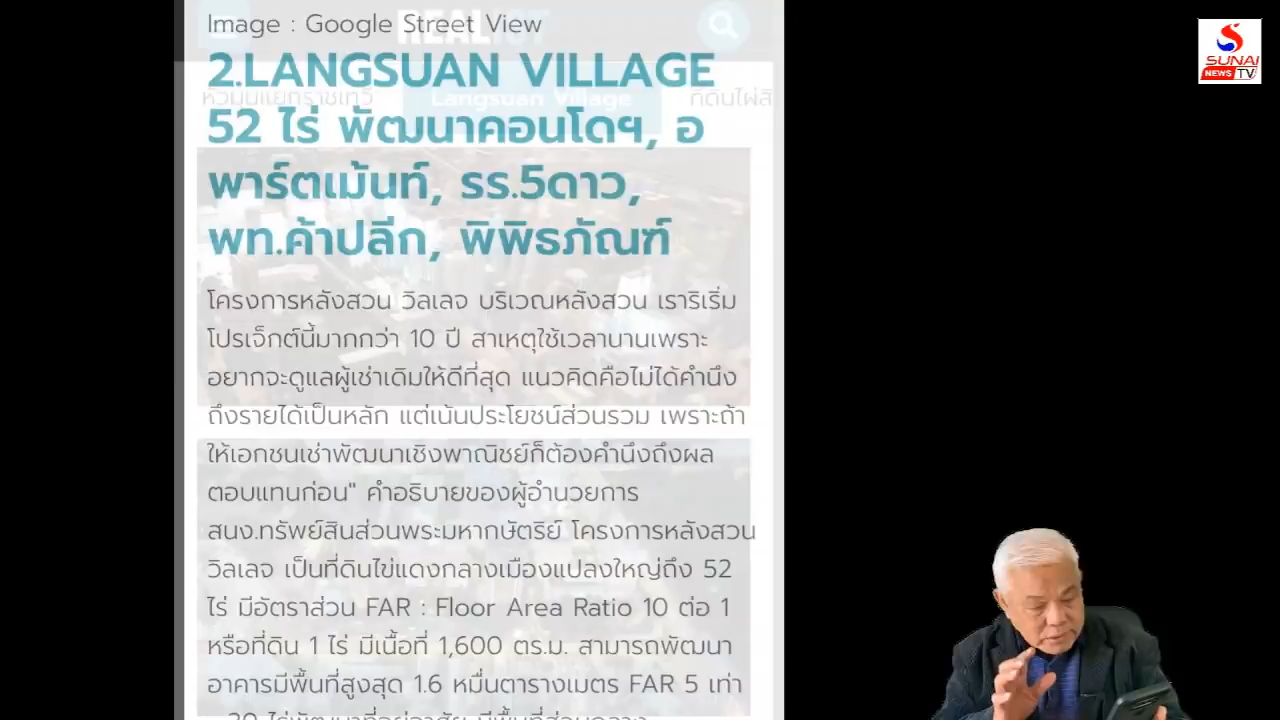 Image : Google Street View
2.LANGSUAN VILLAGE
52 ไร่ พัฒนาคอนโดฯ, อ
พาร์ตเม้นท์, รร.5ดาว,
พท.ค้าปลีก, พิพิธภัณฑ์
Langsuan Village
โครงการหลังสวน วิลเลจ บริเวณหลังสวน เราริเริ่ม
โปรเจ็กต์นี้มากกว่า 10 ปี สาเหตุใช้เวลานานเพราะ
อยากจะดูแลผู้เช่าเดิมให้ดีที่สุด แนวคิดคือไม่ได้คำนึง
ถึงรายได้เป็นหลัก แต่เน้นประโยชน์ส่วนรวม เพราะถ้า
ให้เอกชนเช่าพัฒนาเชิงพาณิชย์ก็ต้องคำนึงถึงผล
ตอบแทนก่อน" คำอธิบายของผู้อำนวยการ
สนง.ทรัพย์สินส่วนพระมหากษัตริย์ โครงการหลังสวน
วิลเลจ เป็นที่ดินไข่แดงกลางเมืองแปลงใหญ่ถึง 52
ไร่ มีอัตราส่วน FAR : Floor Area Ratio 10 ต่อ 1
หรือที่ดิน 1 ไร่ มีเนื้อที่ 1,600 ตร.ม. สามารถพัฒนา
อาคารมีพื้นที่สูงสุด 1.6 หมื่นตารางเมตร FAR 5 เท่า
SUNAI
NEWS TV